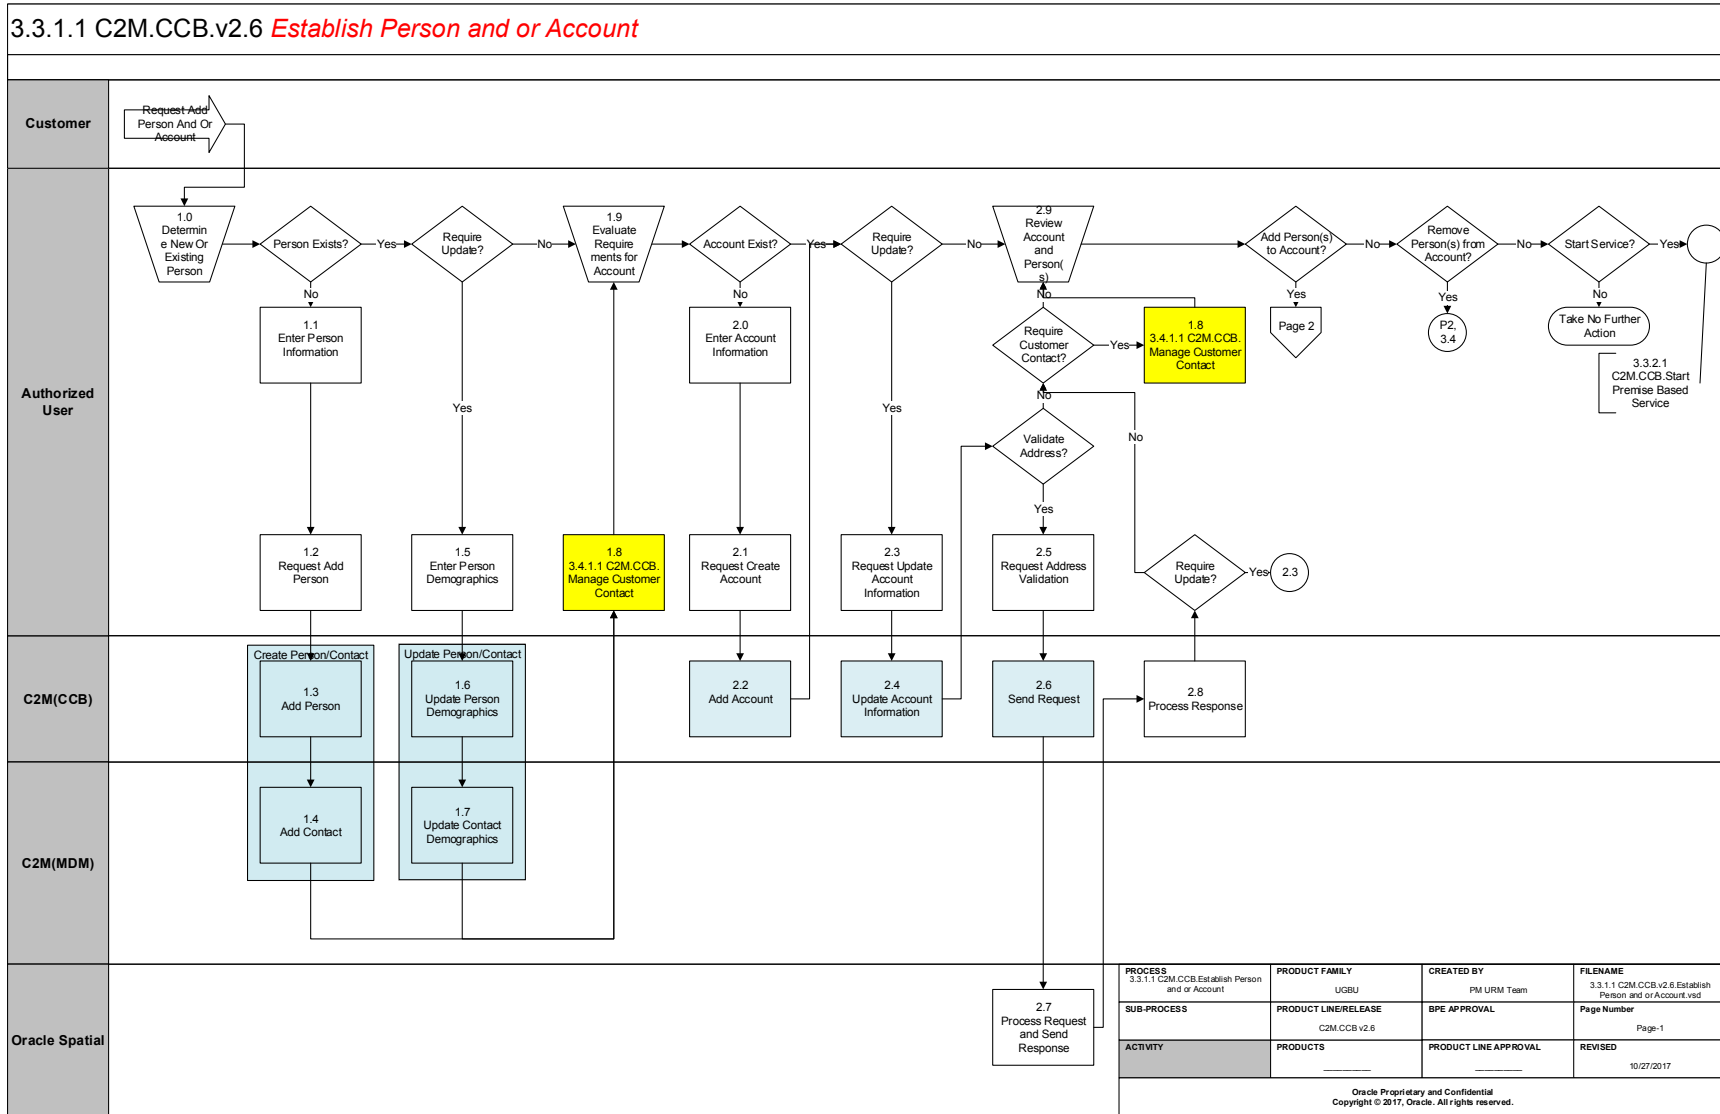 3.3.1.1 C2M.CCB.v2.6 Establish Person and or Account
Customer
Request Add
Person And Or
Account
Authorized
User
1.0
Determin
e New Or
Existing
Person
Person Exists?
Yes
No
Require
Update?
No
Yes
1.9
Evaluate
Require
ments for
Account
Account Exist?
Yes
No
Require
Update?
No
Yes
2.9
Review
Account
and
Person(
s)
No
Add Person(s)
to Account?
No
Yes
Remove
Person(s) from
Account?
No
Yes
Start Service?
Yes
No
1.1
Enter Person
Information
2.0
Enter Account
Information
Require
Customer
Contact?
Yes
1.8
3.4.1.1 C2M.CCB.
Manage Customer
Contact
Page 2
P2,
3.4
Take No Further
Action
3.3.2.1
C2M.CCB.Start
Premise Based
Service
No
Validate
Address?
No
Yes
1.2
Request Add
Person
1.5
Enter Person
Demographics
1.8
3.4.1.1 C2M.CCB.
Manage Customer
Contact
2.1
Request Create
Account
2.3
Request Update
Account
Information
2.5
Request Address
Validation
Require
Update?
Yes
2.3
C2M(CCB)
Create Person/Contact
1.3
Add Person
Update Person/Contact
1.6
Update Person
Demographics
2.2
Add Account
2.4
Update Account
Information
2.6
Send Request
2.8
Process Response
C2M(MDM)
1.4
Add Contact
1.7
Update Contact
Demographics
Oracle Spatial
2.7
Process Request
and Send
Response
PROCESS
3.3.1.1 C2M.CCB.Establish Person
and or Account
PRODUCT FAMILY
UGBU
CREATED BY
PM URM Team
FILENAME
3.3.1.1 C2M.CCB.v2.6.Establish
Person and or Account.vsd
SUB-PROCESS
PRODUCT LINE/RELEASE
C2M.CCB v2.6
BPE APPROVAL
Page Number
Page-1
ACTIVITY
PRODUCTS
PRODUCT LINE APPROVAL
REVISED
10/27/2017
Oracle Proprietary and Confidential
Copyright © 2017, Oracle. All rights reserved.